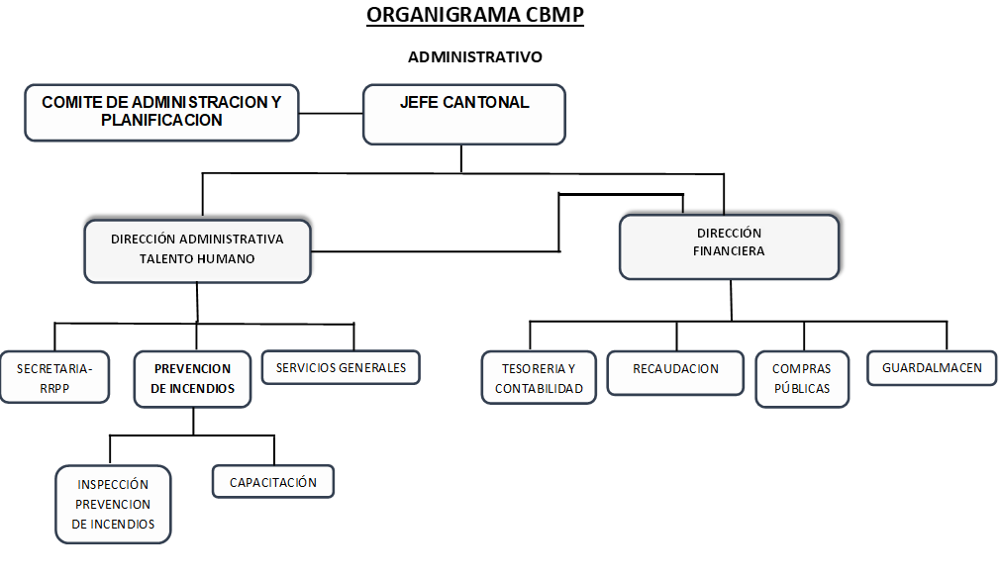 ORGANIGRAMA CBMP
ADMINISTRATIVO
COMITE DE ADMINISTRACION Y
PLANIFICACION
JEFE CANTONAL
DIRECCIÓN ADMINISTRATIVA
TALENTO HUMANO
DIRECCIÓN
FINANCIERA
SECRETARIA-
RRPP
PREVENCION
DE INCENDIOS
SERVICIOS GENERALES
TESORERIA Y
CONTABILIDAD
RECAUDACION
COMPRAS
PÚBLICAS
GUARDALMACEN
INSPECCIÓN
PREVENCION
DE INCENDIOS
CAPACITACIÓN